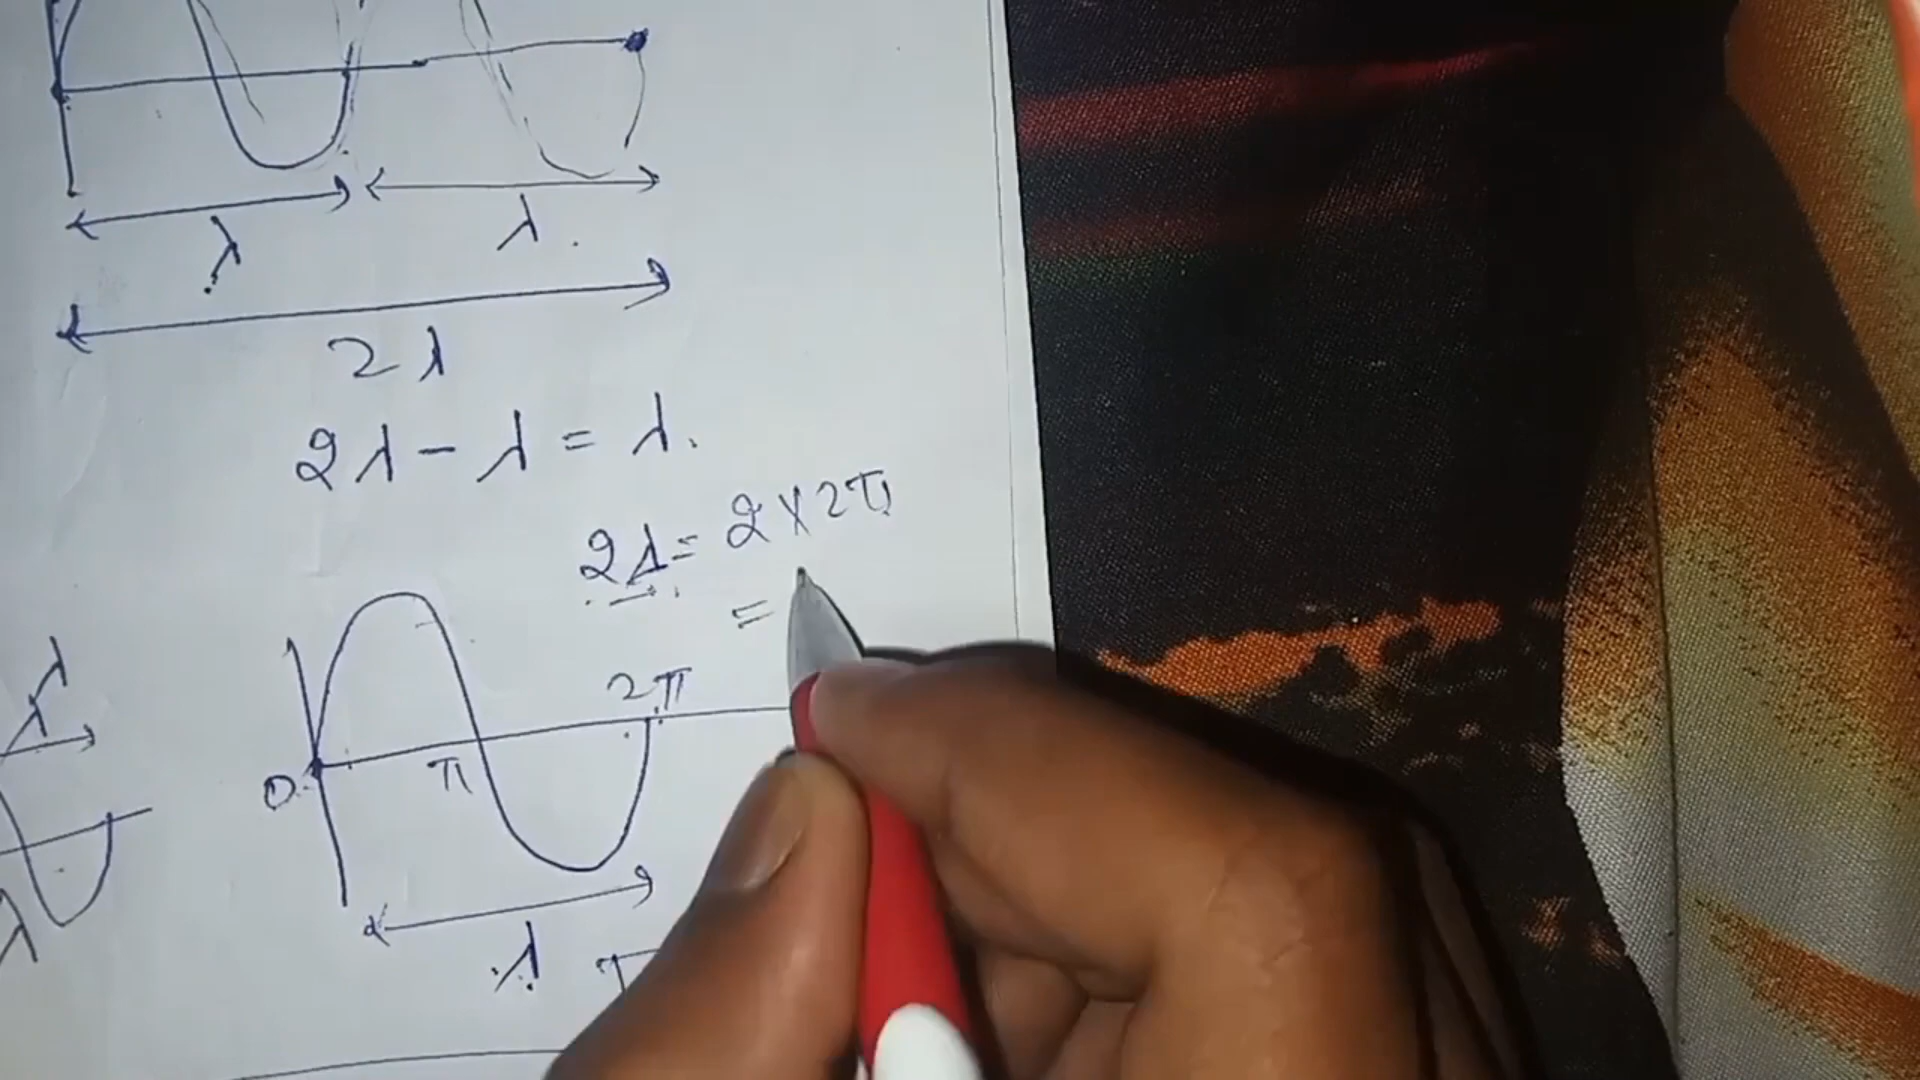 λ λ.
2λ
2λ - λ = λ.
2λ = 2 x 2π
=
λ
2π
0 π
λ
λ